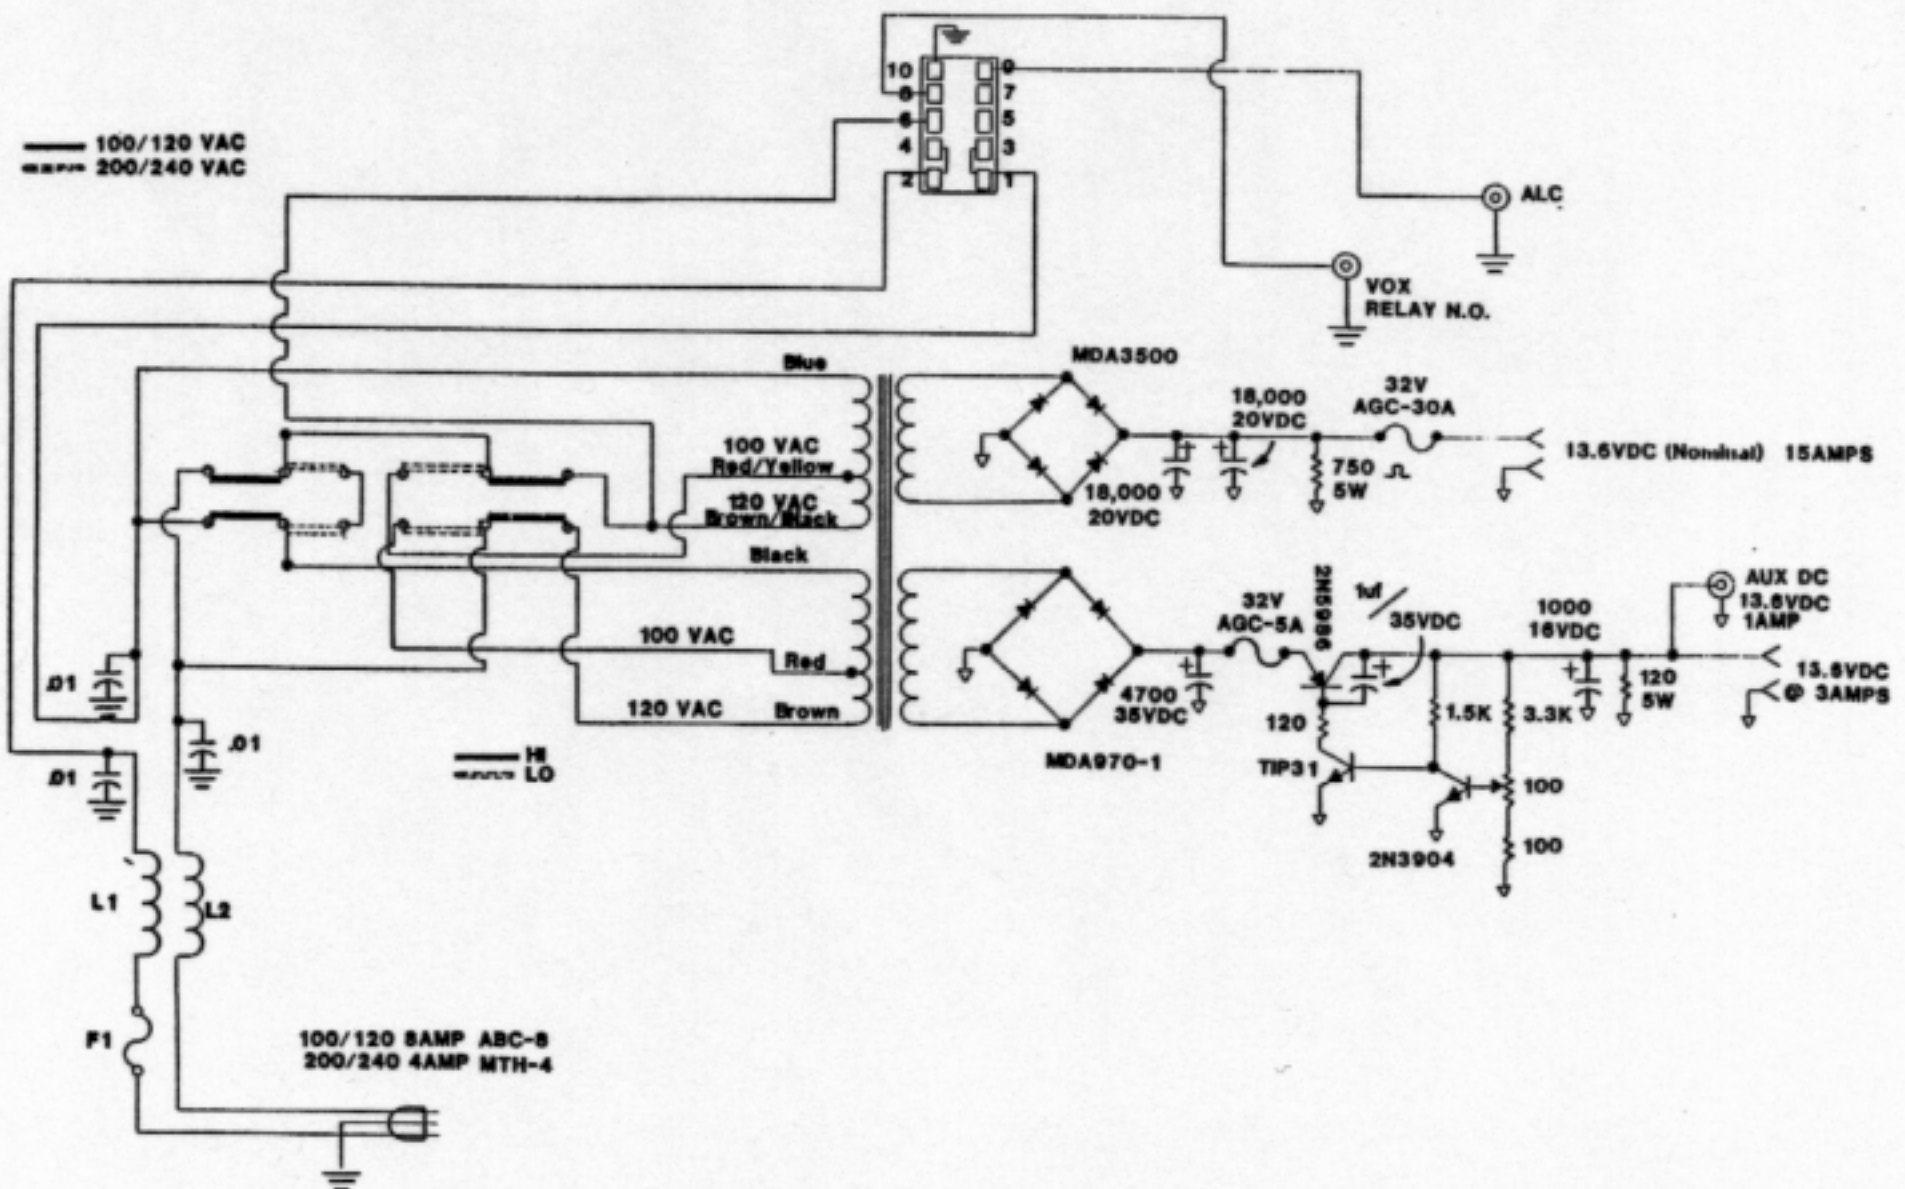 10
9
8
7
6
5
4
3
2
1
100/120 VAC
200/240 VAC
ALC
VOX
RELAY N.O.
Blue
MDA3500
18,000
20VDC
32V
AGC-30A
100 VAC
Red/Yellow
120 VAC
Brown/Black
18,000
20VDC
750
5W
13.6VDC (Nominal) 15AMPS
Black
32V
AGC-5A
2N5986
1uf
35VDC
1000
16VDC
AUX DC
13.6VDC
1AMP
100 VAC
Red
120 VAC
Brown
4700
35VDC
120
1.5K
3.3K
120
5W
13.6VDC
@ 3AMPS
.01
.01
.01
HI
LO
MDA970-1
TIP31
100
2N3904
100
L1
L2
F1
100/120 8AMP ABC-8
200/240 4AMP MTH-4